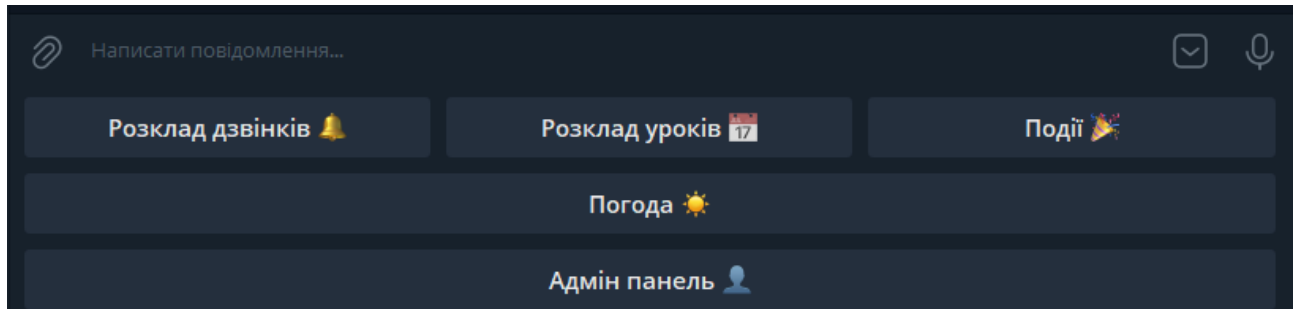 Написати повідомлення...
Розклад дзвінків 🔔 Розклад уроків 📅 Події 🎉
Погода ☀️
Адмін панель 👤